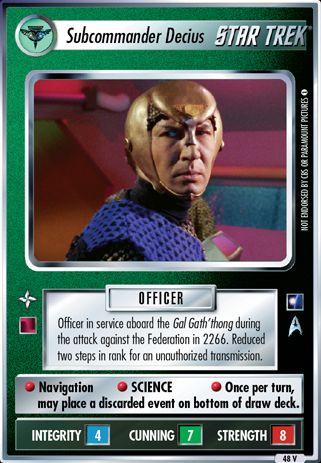 Subcommander Decius STAR TREK®
NOT ENDORSED BY CBS OR PARAMOUNT PICTURES
OFFICER
Officer in service aboard the Gal Gath'thong during
the attack against the Federation in 2266. Reduced
two steps in rank for an unauthorized transmission.
Navigation SCIENCE Once per turn,
may place a discarded event on bottom of draw deck.
INTEGRITY 4 CUNNING 7 STRENGTH 8
48 V